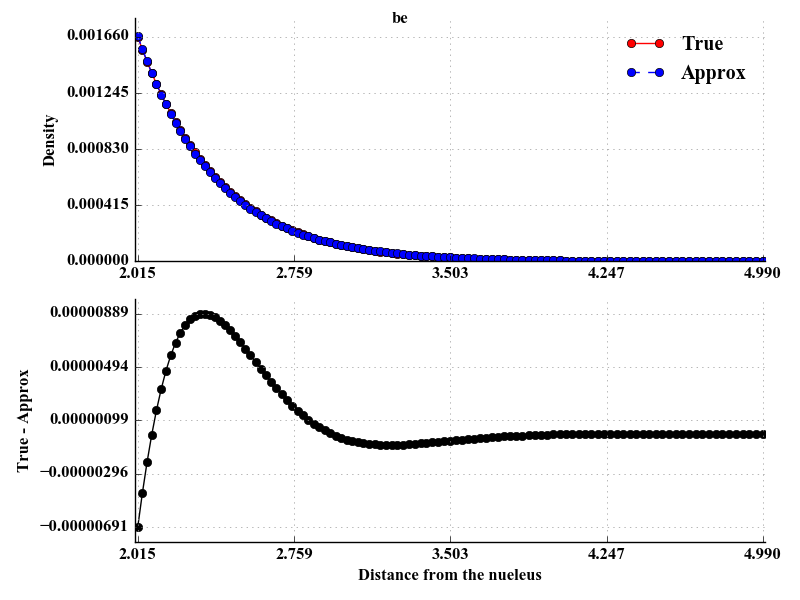 be
0.001660
0.001245
0.000830
0.000415
0.000000
Density
True
Approx
2.015 2.759 3.503 4.247 4.990
0.00000889
0.00000494
0.00000099
−0.00000296
−0.00000691
True - Approx
2.015 2.759 3.503 4.247 4.990
Distance from the nueleus